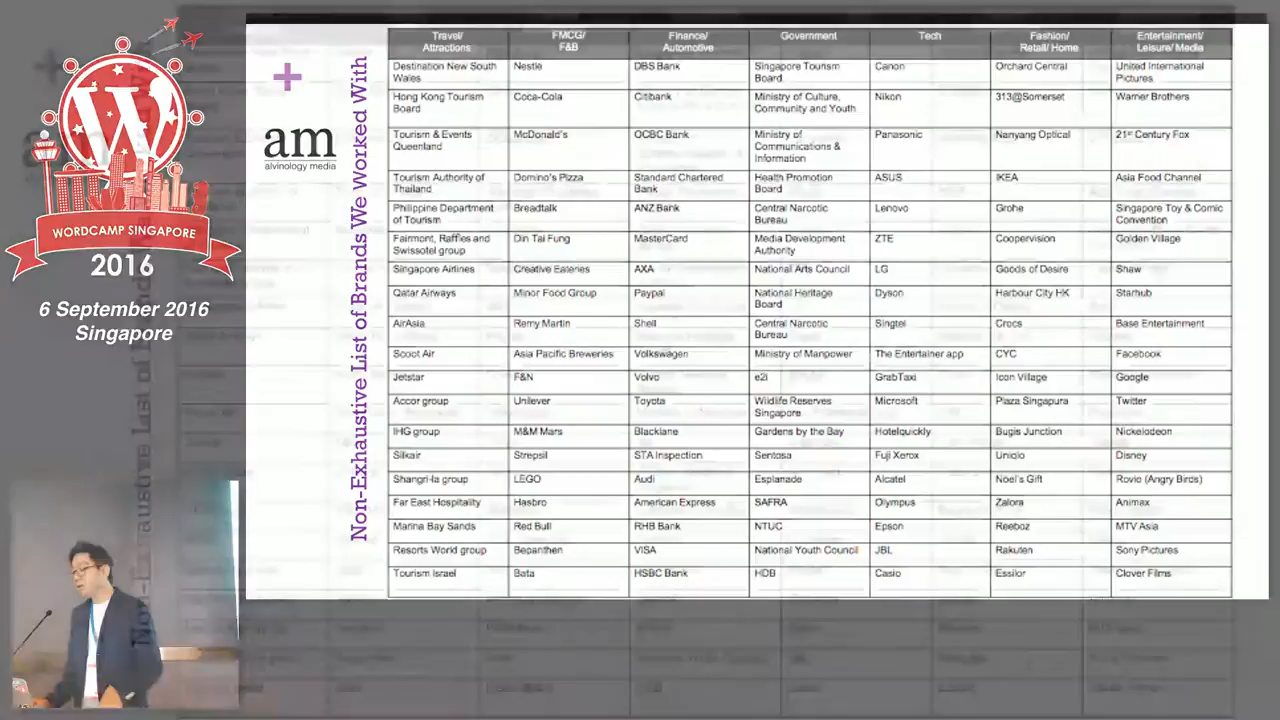 WORDCAMP SINGAPORE
2016
6 September 2016
Singapore
am
alvinology media
Non-Exhaustive List of Brands We Worked With
Travel/ Attractions FMCG/ F&B Finance/ Automotive Government Tech Fashion/ Retail/ Home Entertainment/ Leisure/ Media
Destination New South Wales Nestle DBS Bank Singapore Tourism Board Canon Orchard Central United International Pictures
Hong Kong Tourism Board Coca-Cola Citibank Ministry of Culture, Community and Youth Nikon 313@Somerset Warner Brothers
Tourism & Events Queenland McDonald's OCBC Bank Ministry of Communications & Information Panasonic Nanyang Optical 21st Century Fox
Tourism Authority of Thailand Domino's Pizza Standard Chartered Bank Health Promotion Board ASUS IKEA Asia Food Channel
Philippine Department of Tourism Breadtalk ANZ Bank Central Narcotic Bureau Lenovo Grohe Singapore Toy & Comic Convention
Fairmont, Raffles and Swissotel group Din Tai Fung MasterCard Media Development Authority ZTE Coopervision Golden Village
Singapore Airlines Creative Eateries AXA National Arts Council LG Goods of Desire Shaw
Qatar Airways Minor Food Group Paypal National Heritage Board Dyson Harbour City HK Starhub
AirAsia Remy Martin Shell Central Narcotic Bureau Singtel Crocs Base Entertainment
Scoot Air Asia Pacific Breweries Volkswagen Ministry of Manpower The Entertainer app CYC Facebook
Jetstar F&N Volvo e2i GrabTaxi Icon Village Google
Accor group Unilever Toyota Wildlife Reserves Singapore Microsoft Plaza Singapura Twitter
IHG group M&M Mars Blacklane Gardens by the Bay Hotelquickly Bugis Junction Nickelodeon
Silkair Strepsil STA Inspection Sentosa Fuji Xerox Uniqlo Disney
Shangri-la group LEGO Audi Esplanade Alcatel Noel's Gift Rovio (Angry Birds)
Far East Hospitality Hasbro American Express SAFRA Olympus Zalora Animax
Marina Bay Sands Red Bull RHB Bank NTUC Epson Reeboz MTV Asia
Resorts World group Bepanthen VISA National Youth Council JBL Rakuten Sony Pictures
Tourism Israel Bata HSBC Bank HDB Casio Essilor Clover Films